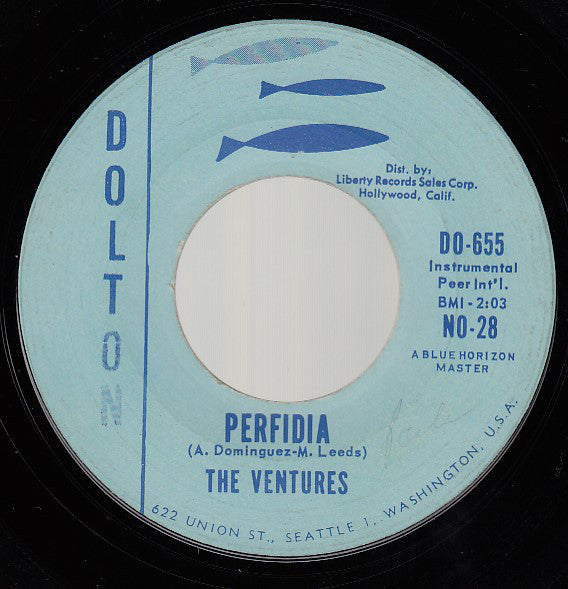 DOLTON
Dist. by:
Liberty Records Sales Corp.
Hollywood, Calif.
DO-655
Instrumental
Peer Int'l.
BMI - 2:03
NO-28
A BLUE HORIZON
MASTER
PERFIDIA
(A. Dominguez-M. Leeds)
THE VENTURES
622 UNION ST., SEATTLE 1, WASHINGTON, U.S.A.